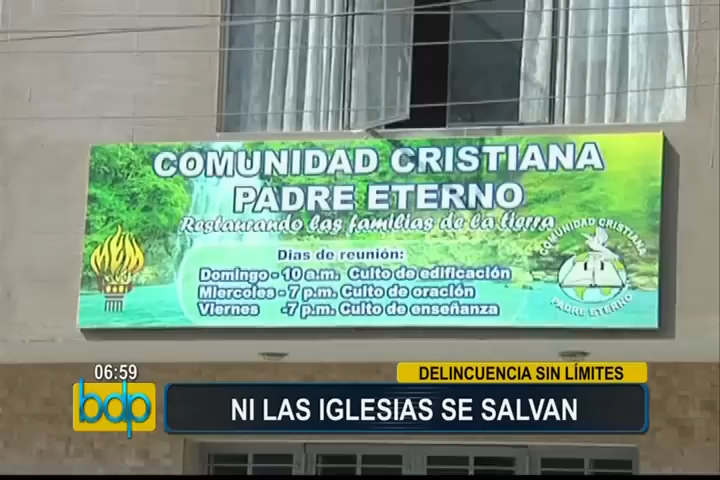 COMUNIDAD CRISTIANA
PADRE ETERNO
Restaurando las familias de la tierra
MEM
Dias de reunión:
Domingo - 10 a.m. Culto de edificación
Miercoles - 7 p.m. Culto de oración
Viernes -7 p.m. Culto de enseñanza
COMUNIDAD CRISTIANA
PADRE ETERNO
06:59
bdp
DELINCUENCIA SIN LÍMITES
NI LAS IGLESIAS SE SALVAN